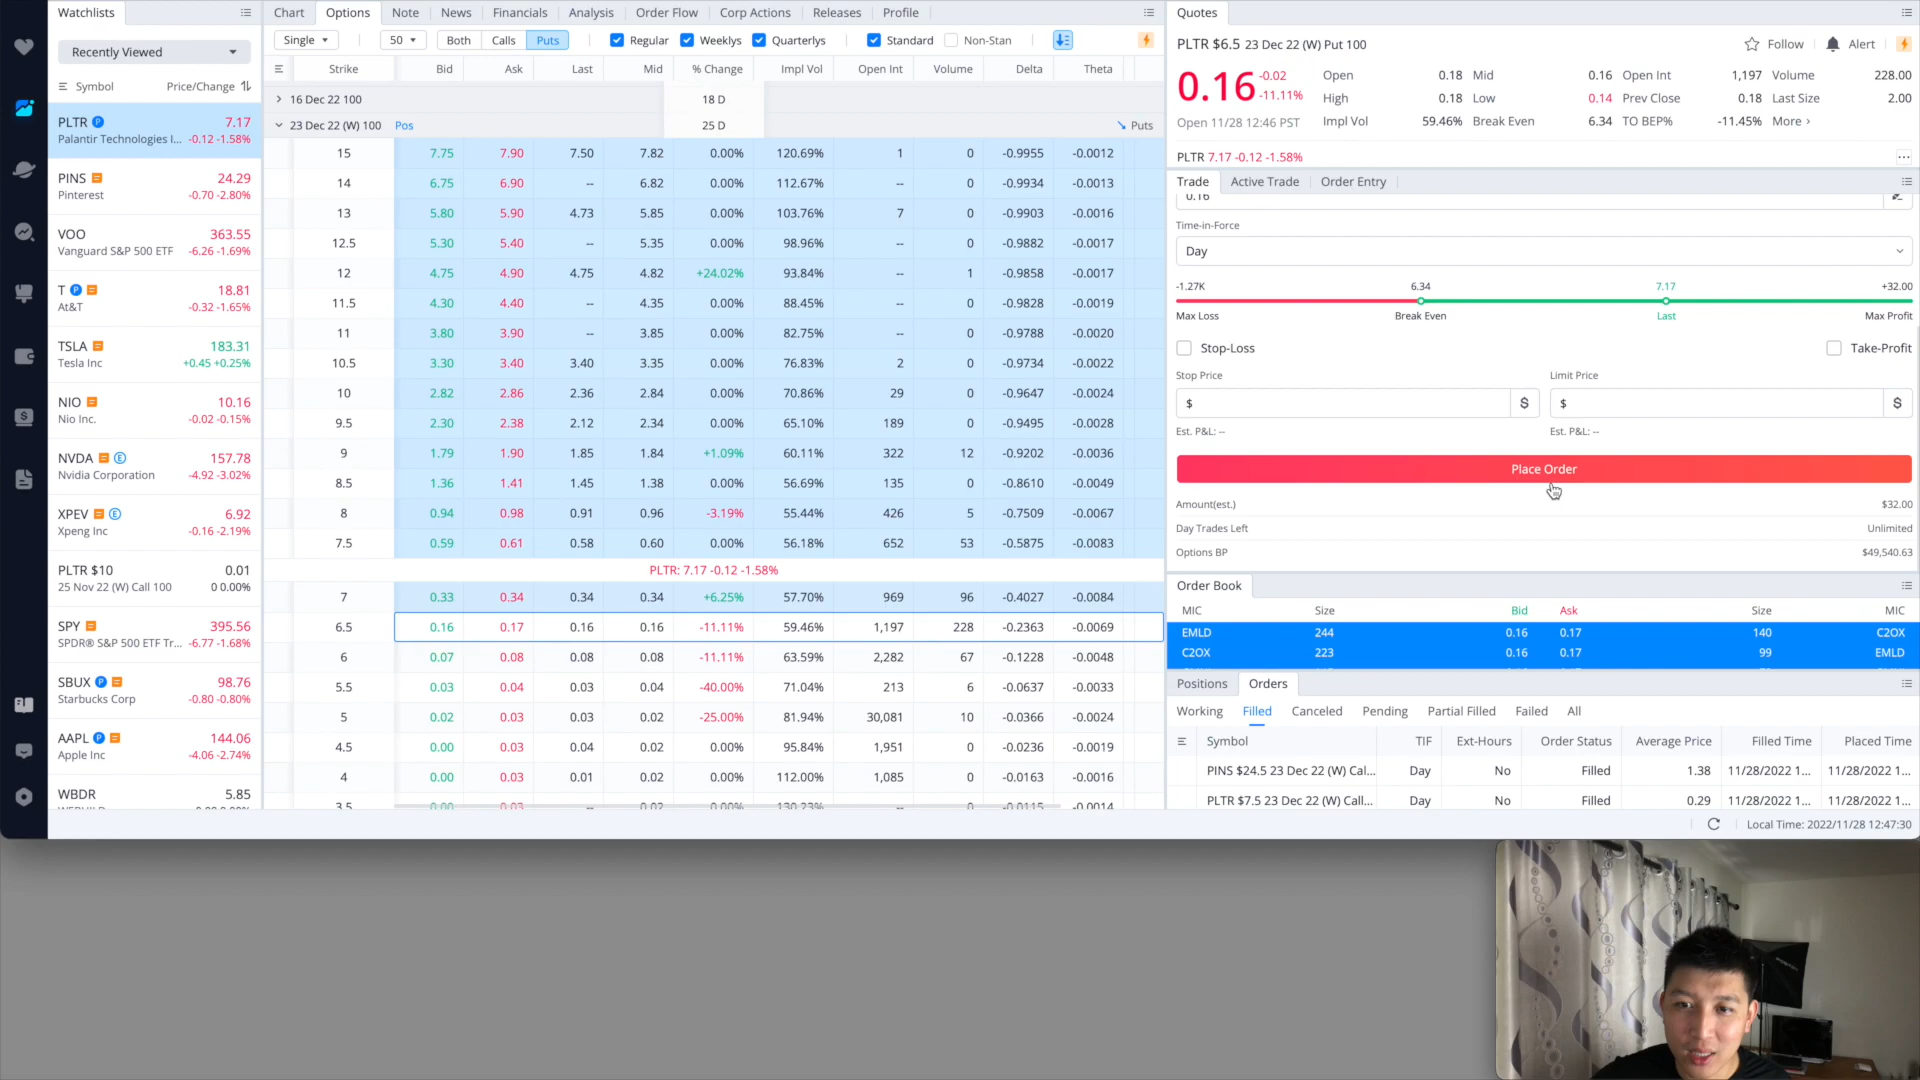 Watchlists
Recently Viewed
Symbol Price/Change
PLTR 7.17
Palantir Technologies I... -0.12 -1.58%
PINS 24.29
Pinterest -0.70 -2.80%
VOO 363.55
Vanguard S&P 500 ETF -6.26 -1.69%
T 18.81
At&T -0.32 -1.65%
TSLA 183.31
Tesla Inc +0.45 +0.25%
NIO 10.16
Nio Inc. -0.02 -0.15%
NVDA 157.78
Nvidia Corporation -4.92 -3.02%
XPEV 6.92
Xpeng Inc -0.16 -2.19%
PLTR $10 0.01
25 Nov 22 (W) Call 100 0 0.00%
SPY 395.56
SPDR® S&P 500 ETF Tr... -6.77 -1.68%
SBUX 98.76
Starbucks Corp -0.80 -0.80%
AAPL 144.06
Apple Inc -4.06 -2.74%
WBDR 5.85
Chart Options Note News Financials Analysis Order Flow Corp Actions Releases Profile
Single 50 Both Calls Puts Regular Weeklys Quarterlys Standard Non-Stan
Strike Bid Ask Last Mid % Change Impl Vol Open Int Volume Delta Theta
16 Dec 22 100 18 D
23 Dec 22 (W) 100 Pos 25 D Puts
15 7.75 7.90 7.50 7.82 0.00% 120.69% 1 0 -0.9955 -0.0012
14 6.75 6.90 -- 6.82 0.00% 112.67% -- 0 -0.9934 -0.0013
13 5.80 5.90 4.73 5.85 0.00% 103.76% 7 0 -0.9903 -0.0016
12.5 5.30 5.40 -- 5.35 0.00% 98.96% -- 0 -0.9882 -0.0017
12 4.75 4.90 4.75 4.82 +24.02% 93.84% -- 1 -0.9858 -0.0017
11.5 4.30 4.40 -- 4.35 0.00% 88.45% -- 0 -0.9828 -0.0019
11 3.80 3.90 -- 3.85 0.00% 82.75% -- 0 -0.9788 -0.0020
10.5 3.30 3.40 3.40 3.35 0.00% 76.83% 2 0 -0.9734 -0.0022
10 2.82 2.86 2.36 2.84 0.00% 70.86% 29 0 -0.9647 -0.0024
9.5 2.30 2.38 2.12 2.34 0.00% 65.10% 189 0 -0.9495 -0.0028
9 1.79 1.90 1.85 1.84 +1.09% 60.11% 322 12 -0.9202 -0.0036
8.5 1.36 1.41 1.45 1.38 0.00% 56.69% 135 0 -0.8610 -0.0049
8 0.94 0.98 0.91 0.96 -3.19% 55.44% 426 5 -0.7509 -0.0067
7.5 0.59 0.61 0.58 0.60 0.00% 56.18% 652 53 -0.5875 -0.0083
PLTR: 7.17 -0.12 -1.58%
7 0.33 0.34 0.34 0.34 +6.25% 57.70% 969 96 -0.4027 -0.0084
6.5 0.16 0.17 0.16 0.16 -11.11% 59.46% 1,197 228 -0.2363 -0.0069
6 0.07 0.08 0.08 0.08 -11.11% 63.59% 2,282 67 -0.1228 -0.0048
5.5 0.03 0.04 0.03 0.04 -40.00% 71.04% 213 6 -0.0637 -0.0033
5 0.02 0.03 0.03 0.02 -25.00% 81.94% 30,081 10 -0.0366 -0.0024
4.5 0.00 0.03 0.04 0.02 0.00% 95.84% 1,951 0 -0.0236 -0.0019
4 0.00 0.03 0.01 0.02 0.00% 112.00% 1,085 0 -0.0163 -0.0016
3.5 0.00 0.03 -- 0.02 0.00% 130.23% -- 0 -0.0115 -0.0014
Quotes
PLTR $6.5 23 Dec 22 (W) Put 100 Follow Alert
0.16 -0.02 -11.11%
Open 0.18 Mid 0.16 Open Int 1,197 Volume 228.00
High 0.18 Low 0.14 Prev Close 0.18 Last Size 2.00
Open 11/28 12:46 PST Impl Vol 59.46% Break Even 6.34 TO BEP% -11.45% More >
PLTR 7.17 -0.12 -1.58% ...
Trade Active Trade Order Entry
0.16
Time-in-Force
Day
-1.27K 6.34 7.17 +32.00
Max Loss Break Even Last Max Profit
Stop-Loss Take-Profit
Stop Price Limit Price
$ $ $ $
Est. P&L: -- Est. P&L: --
Place Order
Amount(est.) $32.00
Day Trades Left Unlimited
Options BP $49,540.63
Order Book
MIC Size Bid Ask Size MIC
EMLD 244 0.16 0.17 140 C2OX
C2OX 223 0.16 0.17 99 EMLD
Positions Orders
Working Filled Canceled Pending Partial Filled Failed All
Symbol TIF Ext-Hours Order Status Average Price Filled Time Placed Time
PINS $24.5 23 Dec 22 (W) Cal... Day No Filled 1.38 11/28/2022 1... 11/28/2022 1...
PLTR $7.5 23 Dec 22 (W) Call... Day No Filled 0.29 11/28/2022 1... 11/28/2022 1...
Local Time: 2022/11/28 12:47:30